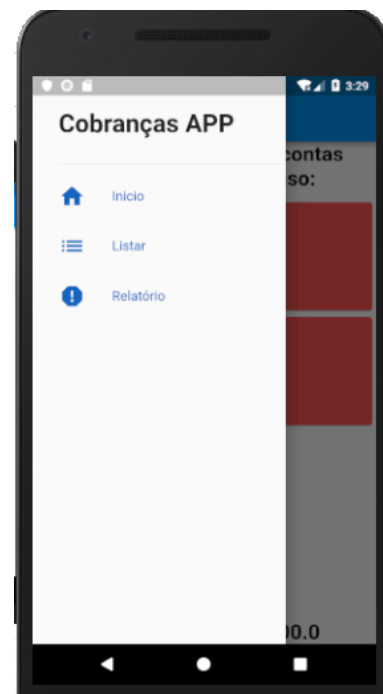 3:29
Cobranças APP
contas
so:
Inicio
Listar
Relatório
00.0